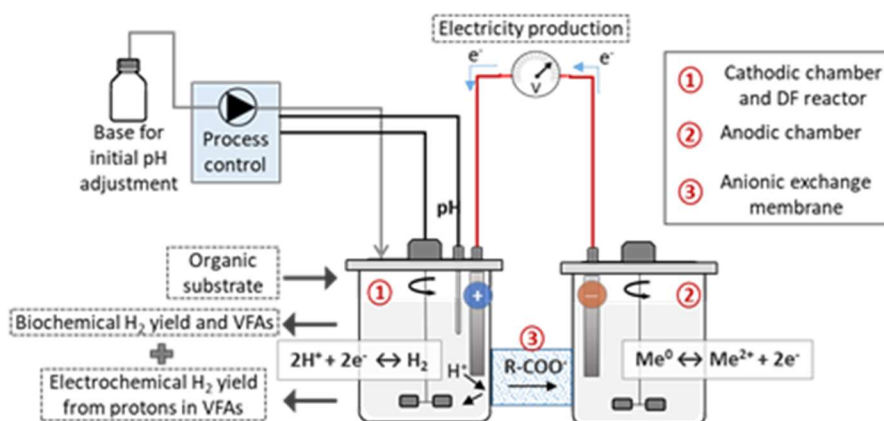 Electricity production
e⁻
e⁻
V
Base for
initial pH
adjustment
Process
control
pH
① Cathodic chamber
and DF reactor
② Anodic chamber
③ Anionic exchange
membrane
Organic
substrate
①
+
−
②
Biochemical H₂ yield and VFAs
③
2H⁺ + 2e⁻ ↔ H₂
H⁺
R-COO⁻
Me⁰ ↔ Me²⁺ + 2e⁻
Electrochemical H₂ yield
from protons in VFAs